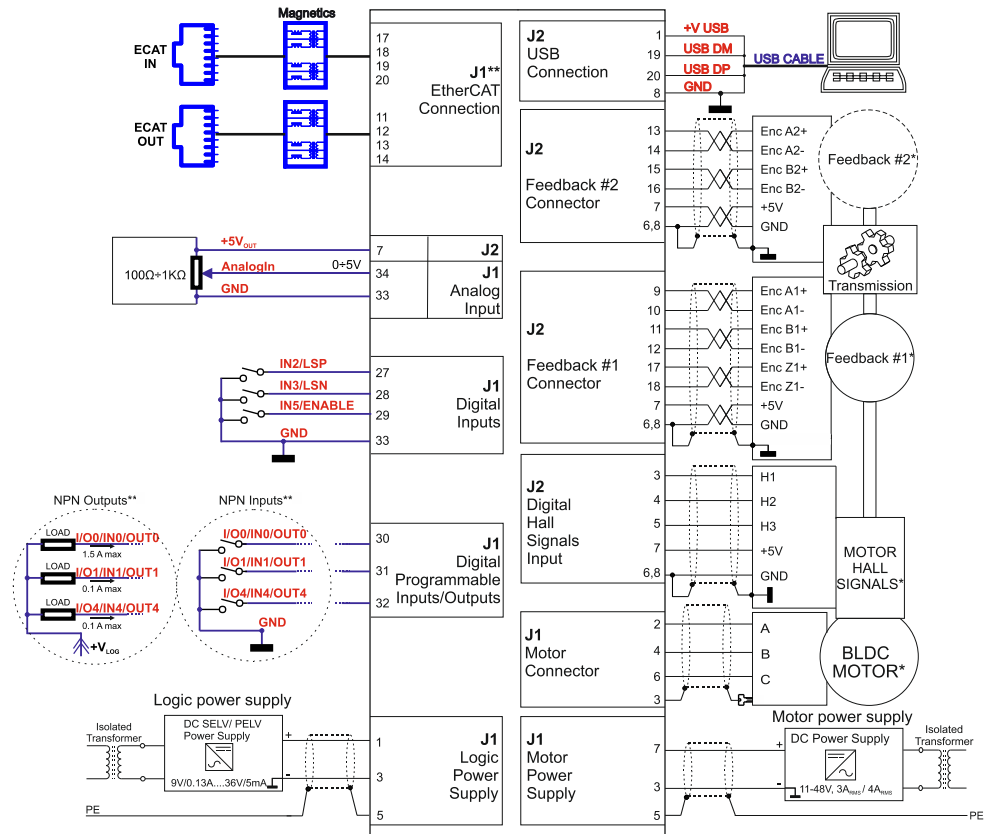 Magnetics
ECAT
IN
17
18
19
20
J1**
EtherCAT
Connection
ECAT
OUT
11
12
13
14
+5VOUT
7
J2
100Ω÷1KΩ
AnalogIn
0÷5V
34
J1
Analog
Input
GND
33
IN2/LSP
27
IN3/LSN
28
IN5/ENABLE
29
GND
33
J1
Digital
Inputs
NPN Outputs**
LOAD
I/O0/IN0/OUT0
1.5 A max
LOAD
I/O1/IN1/OUT1
0.1 A max
LOAD
I/O4/IN4/OUT4
0.1 A max
+VLOG
NPN Inputs**
I/O0/IN0/OUT0
I/O1/IN1/OUT1
I/O4/IN4/OUT4
GND
30
31
32
J1
Digital
Programmable
Inputs/Outputs
Logic power supply
Isolated
Transformer
DC SELV/ PELV
Power Supply
9V/0.13A....36V/5mA
+
-
PE
1
3
5
J1
Logic
Power
Supply
J2
USB
Connection
1
+V USB
19
USB DM
20
USB DP
8
GND
USB CABLE
J2
Feedback #2
Connector
13
Enc A2+
14
Enc A2-
15
Enc B2+
16
Enc B2-
7
+5V
6,8
GND
Feedback #2*
Transmission
J2
Feedback #1
Connector
9
Enc A1+
10
Enc A1-
11
Enc B1+
12
Enc B1-
17
Enc Z1+
18
Enc Z1-
7
+5V
6,8
GND
Feedback #1*
J2
Digital
Hall
Signals
Input
3
H1
4
H2
5
H3
7
+5V
6,8
GND
MOTOR
HALL
SIGNALS*
J1
Motor
Connector
2
A
4
B
6
C
3
BLDC
MOTOR*
Motor power supply
J1
Motor
Power
Supply
7
3
5
+
-
DC Power Supply
11-48V, 3ARMS/ 4ARMS
Isolated
Transformer
PE